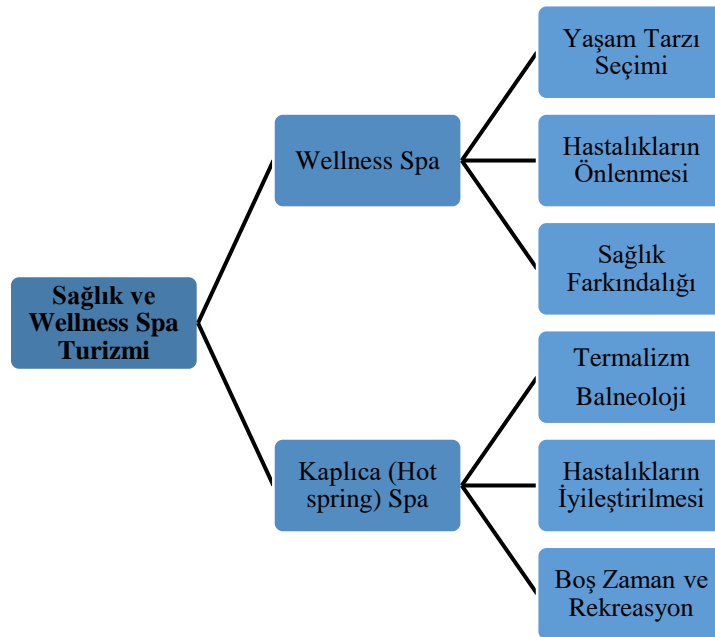 Sağlık ve
Wellness Spa
Turizmi
Wellness Spa
Yaşam Tarzı
Seçimi
Hastalıkların
Önlenmesi
Sağlık
Farkındalığı
Kaplıca (Hot
spring) Spa
Termalizm
Balneoloji
Hastalıkların
İyileştirilmesi
Boş Zaman ve
Rekreasyon